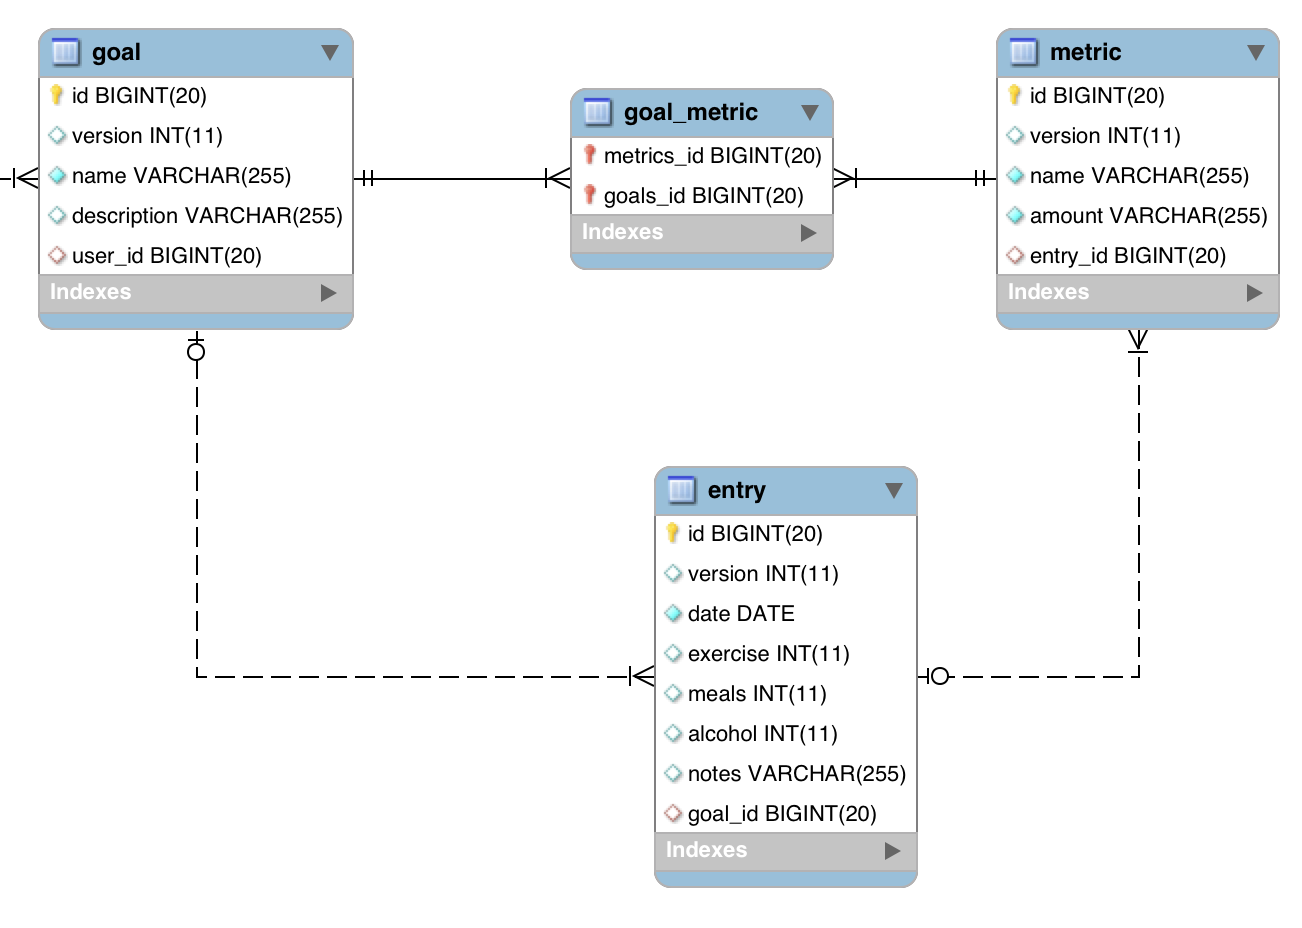 goal
id BIGINT(20)
version INT(11)
name VARCHAR(255)
description VARCHAR(255)
user_id BIGINT(20)
Indexes
goal_metric
metrics_id BIGINT(20)
goals_id BIGINT(20)
Indexes
metric
id BIGINT(20)
version INT(11)
name VARCHAR(255)
amount VARCHAR(255)
entry_id BIGINT(20)
Indexes
entry
id BIGINT(20)
version INT(11)
date DATE
exercise INT(11)
meals INT(11)
alcohol INT(11)
notes VARCHAR(255)
goal_id BIGINT(20)
Indexes